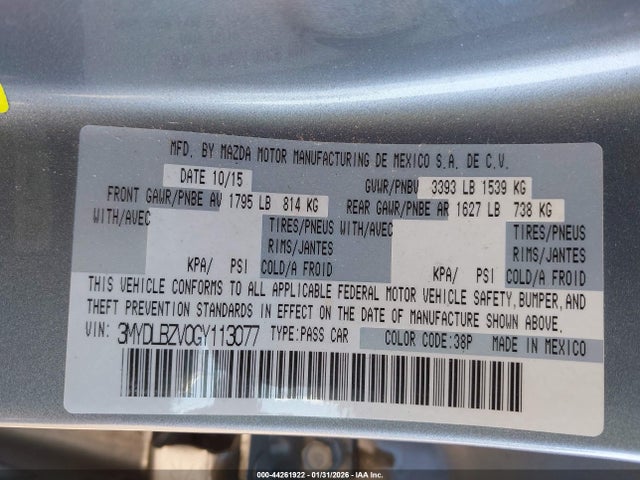 MFD. BY MAZDA MOTOR MANUFACTURING DE MEXICO S.A. DE C.V.
DATE 10/15 GVWR/PNBV 3393 LB 1539 KG
FRONT GAWR/PNBE AV 1795 LB 814 KG REAR GAWR/PNBE AR 1627 LB 738 KG
WITH/AVEC TIRES/PNEUS WITH/AVEC TIRES/PNEUS
RIMS/JANTES RIMS/JANTES
KPA/ PSI COLD/A FROID KPA/ PSI COLD/A FROID
THIS VEHICLE CONFORMS TO ALL APPLICABLE FEDERAL MOTOR VEHICLE SAFETY, BUMPER, AND
THEFT PREVENTION STANDARDS IN EFFECT ON THE DATE OF MANUFACTURE SHOWN ABOVE.
VIN: 3MYDLBZV0GY113077 TYPE: PASS CAR COLOR CODE: 38P MADE IN MEXICO
000-44261922 - 01/31/2026 - IAA Inc.